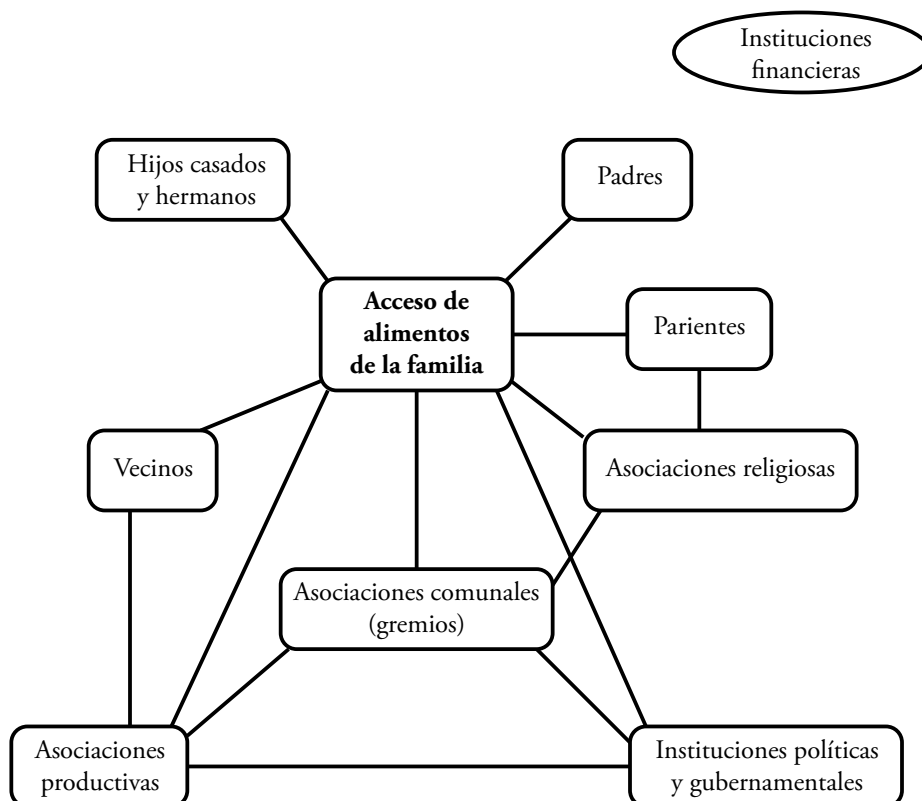 Instituciones
financieras
Hijos casados
y hermanos
Padres
Acceso de
alimentos
de la familia
Parientes
Vecinos
Asociaciones religiosas
Asociaciones comunales
(gremios)
Asociaciones
productivas
Instituciones políticas
y gubernamentales